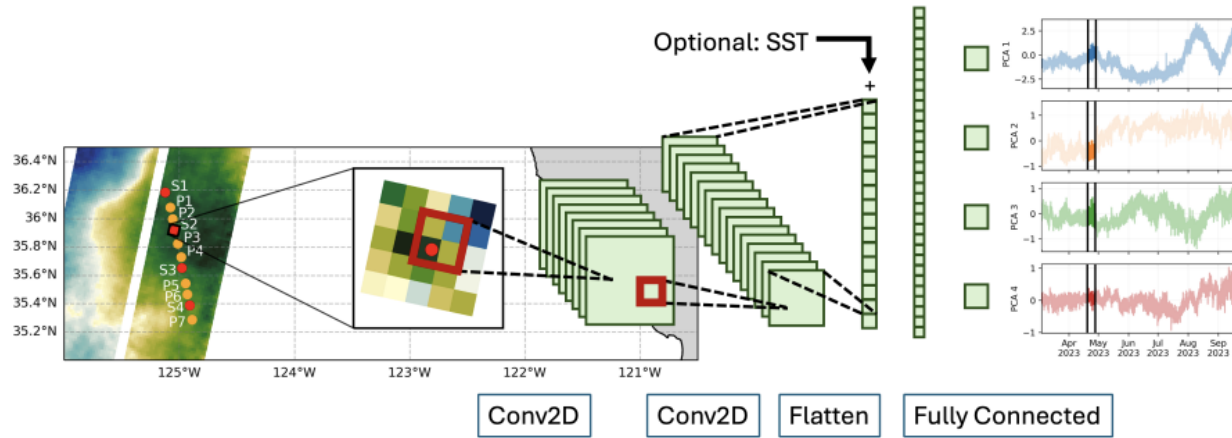 Optional: SST
+
36.4°N
36.2°N
36°N
35.8°N
35.6°N
35.4°N
35.2°N
S1
P1
P2
S2
P3
P4
S3
P5
P6
S4
P7
125°W
124°W
123°W
122°W
121°W
PCA 1
2.5
0.0
−2.5
PCA 2
1
0
−1
PCA 3
1
0
−1
PCA 4
1
0
−1
Apr May Jun Jul Aug Sep
2023 2023 2023 2023 2023 2023
Conv2D
Conv2D
Flatten
Fully Connected